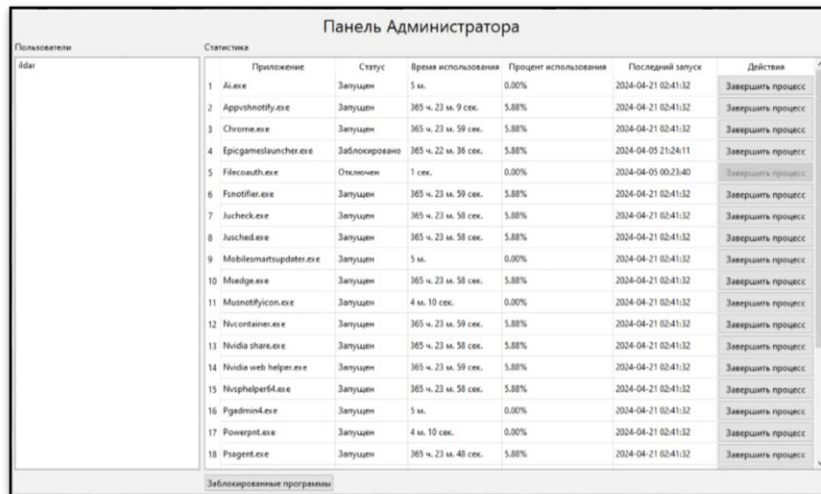 Панель Администратора
Пользователи
Статистика
ildar
Приложение Статус Время использования Процент использования Последний запуск Действия
1 Ai.exe Запущен 5 м. 0.00% 2024-04-21 02:41:32 Завершить процесс
2 Appvshnotify.exe Запущен 365 ч. 23 м. 9 сек. 5.88% 2024-04-21 02:41:32 Завершить процесс
3 Chrome.exe Запущен 365 ч. 23 м. 59 сек. 5.88% 2024-04-21 02:41:32 Завершить процесс
4 Epicgameslauncher.exe Заблокировано 365 ч. 22 м. 36 сек. 5.88% 2024-04-05 21:24:11 Завершить процесс
5 Filecoauth.exe Отключен 1 сек. 0.00% 2024-04-05 00:23:40 Завершить процесс
6 Fsnotifier.exe Запущен 365 ч. 23 м. 59 сек. 5.88% 2024-04-21 02:41:32 Завершить процесс
7 Jucheck.exe Запущен 365 ч. 23 м. 58 сек. 5.88% 2024-04-21 02:41:32 Завершить процесс
8 Jusched.exe Запущен 365 ч. 23 м. 58 сек. 5.88% 2024-04-21 02:41:32 Завершить процесс
9 Mobilesmartsupdater.exe Запущен 5 м. 0.00% 2024-04-21 02:41:32 Завершить процесс
10 Msedge.exe Запущен 365 ч. 23 м. 58 сек. 5.88% 2024-04-21 02:41:32 Завершить процесс
11 Musnotifyicon.exe Запущен 4 м. 10 сек. 0.00% 2024-04-21 02:41:32 Завершить процесс
12 Nvcontainer.exe Запущен 365 ч. 23 м. 59 сек. 5.88% 2024-04-21 02:41:32 Завершить процесс
13 Nvidia share.exe Запущен 365 ч. 23 м. 58 сек. 5.88% 2024-04-21 02:41:32 Завершить процесс
14 Nvidia web helper.exe Запущен 365 ч. 23 м. 59 сек. 5.88% 2024-04-21 02:41:32 Завершить процесс
15 Nvsphelper64.exe Запущен 365 ч. 23 м. 58 сек. 5.88% 2024-04-21 02:41:32 Завершить процесс
16 Pgadmin4.exe Запущен 5 м. 0.00% 2024-04-21 02:41:32 Завершить процесс
17 Powerpnt.exe Запущен 4 м. 10 сек. 0.00% 2024-04-21 02:41:32 Завершить процесс
18 Psagent.exe Запущен 365 ч. 23 м. 48 сек. 5.88% 2024-04-21 02:41:32 Завершить процесс
Заблокированные программы